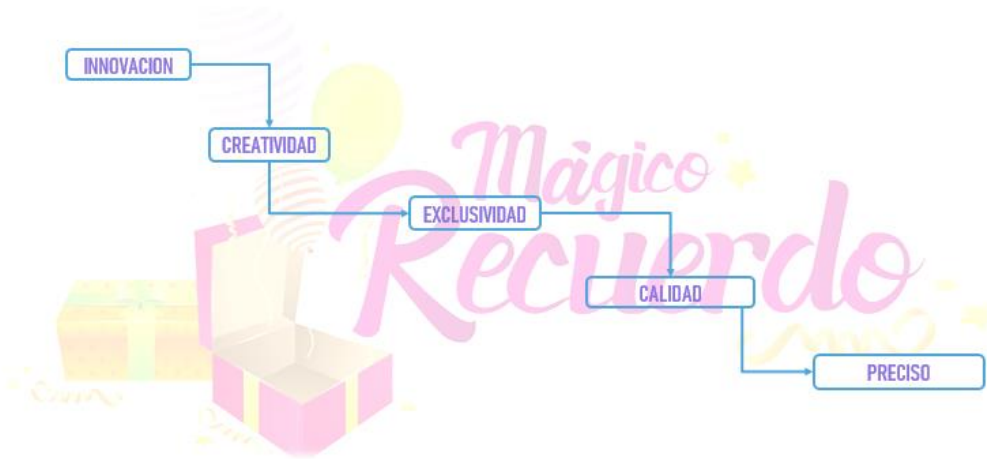 INNOVACION
CREATIVIDAD
Mágico
Recuerdo
EXCLUSIVIDAD
CALIDAD
PRECISO